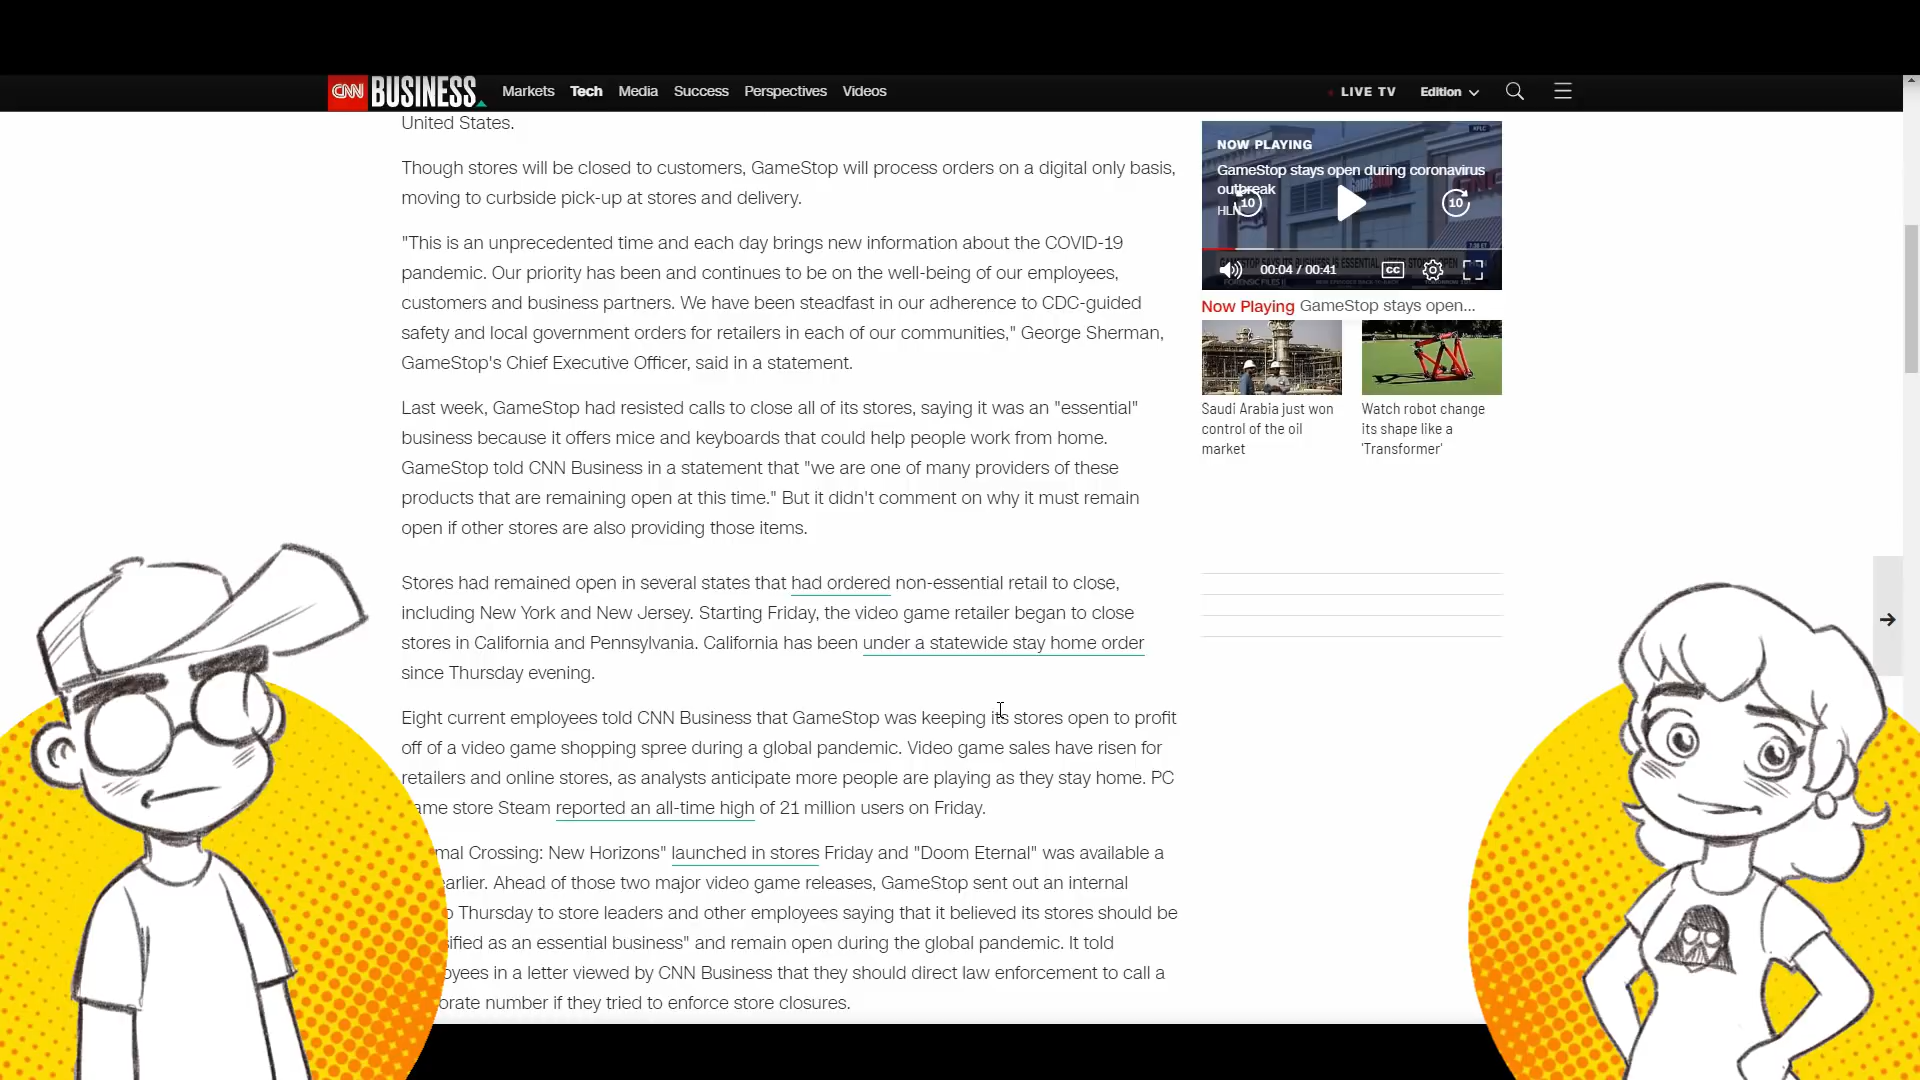 CNN BUSINESS Markets Tech Media Success Perspectives Videos LIVE TV Edition
United States.
Though stores will be closed to customers, GameStop will process orders on a digital only basis,
moving to curbside pick-up at stores and delivery.
"This is an unprecedented time and each day brings new information about the COVID-19
pandemic. Our priority has been and continues to be on the well-being of our employees,
customers and business partners. We have been steadfast in our adherence to CDC-guided
safety and local government orders for retailers in each of our communities," George Sherman,
GameStop's Chief Executive Officer, said in a statement.
Last week, GameStop had resisted calls to close all of its stores, saying it was an "essential"
business because it offers mice and keyboards that could help people work from home.
GameStop told CNN Business in a statement that "we are one of many providers of these
products that are remaining open at this time." But it didn't comment on why it must remain
open if other stores are also providing those items.
Stores had remained open in several states that had ordered non-essential retail to close,
including New York and New Jersey. Starting Friday, the video game retailer began to close
stores in California and Pennsylvania. California has been under a statewide stay home order
since Thursday evening.
Eight current employees told CNN Business that GameStop was keeping its stores open to profit
off of a video game shopping spree during a global pandemic. Video game sales have risen for
retailers and online stores, as analysts anticipate more people are playing as they stay home. PC
ame store Steam reported an all-time high of 21 million users on Friday.
mal Crossing: New Horizons" launched in stores Friday and "Doom Eternal" was available a
earlier. Ahead of those two major video game releases, GameStop sent out an internal
o Thursday to store leaders and other employees saying that it believed its stores should be
sified as an essential business" and remain open during the global pandemic. It told
oyees in a letter viewed by CNN Business that they should direct law enforcement to call a
orate number if they tried to enforce store closures.
NOW PLAYING
GameStop stays open during coronavirus
outbreak
HLN
10
10
00:04 / 00:41 CC
Now Playing GameStop stays open...
Saudi Arabia just won
control of the oil
market
Watch robot change
its shape like a
'Transformer'